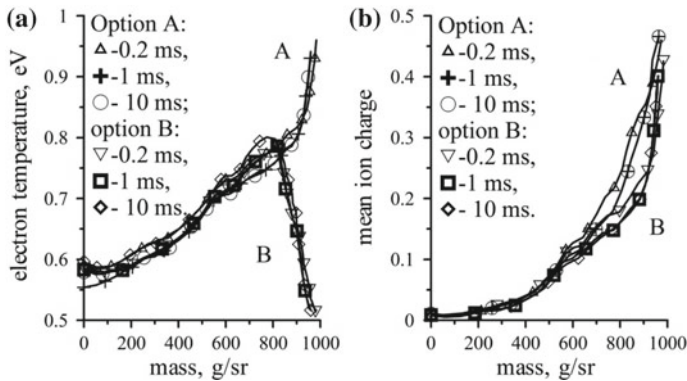 (a)
1
Option A:
-0.2 ms,
-1 ms,
- 10 ms;
option B:
-0.2 ms,
-1 ms,
- 10 ms.
A
B
electron temperature, eV
0.9
0.8
0.7
0.6
0.5
0 200 400 600 800 1000
mass, g/sr
(b)
0.5
Option A:
-0.2 ms,
-1 ms,
- 10 ms;
option B:
-0.2 ms,
-1 ms,
- 10 ms.
A
B
mean ion charge
0.4
0.3
0.2
0.1
0
0 200 400 600 800 1000
mass, g/sr